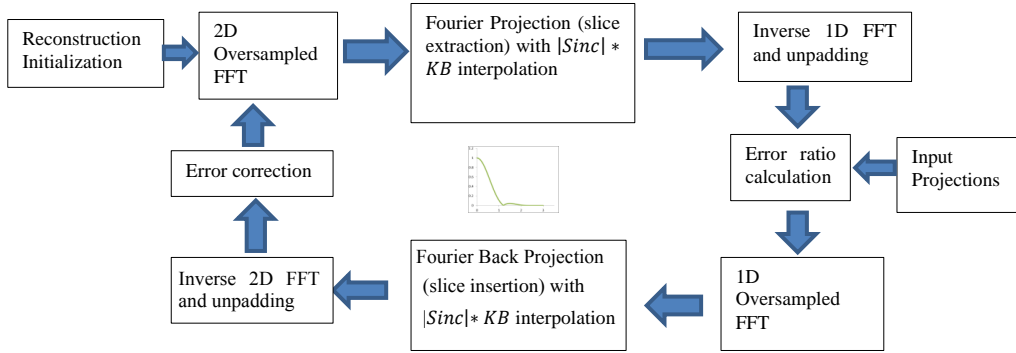 Reconstruction
Initialization
2D
Oversampled
FFT
Fourier Projection (slice
extraction) with |Sinc| ∗
KB interpolation
Inverse 1D FFT
and unpadding
Error correction
Error ratio
calculation
Input
Projections
Inverse 2D FFT
and unpadding
Fourier Back Projection
(slice insertion) with
|Sinc| ∗ KB interpolation
1D
Oversampled
FFT